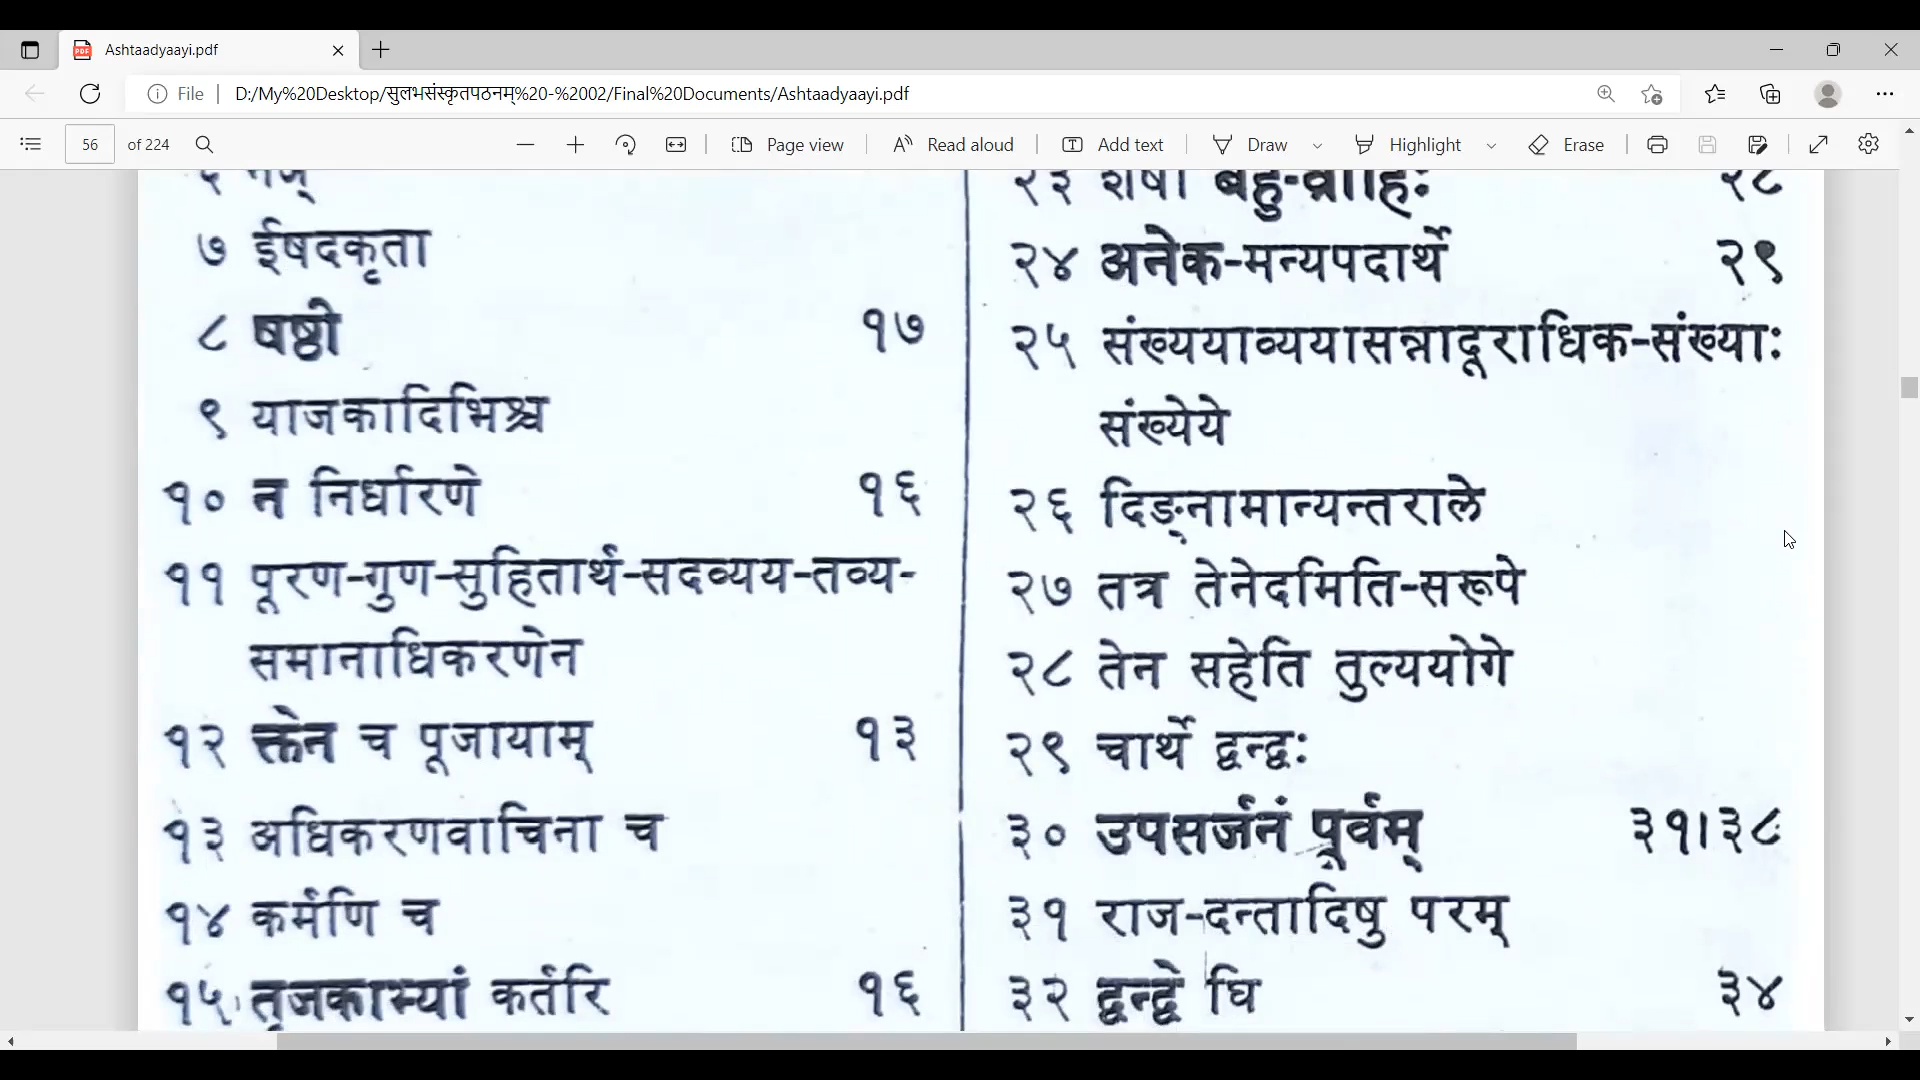 Ashtaadyaayi.pdf
File
D:/My%20Desktop/सुलभसंस्कृतपठनम्%20-%2002/Final%20Documents/Ashtaadyaayi.pdf
56 of 224
Page view
Read aloud
Add text
Draw
Highlight
Erase
७ ईषदकृता
८ षष्ठी १७
९ याजकादिभिश्च
१० न निर्धारणे १६
११ पूरण-गुण-सुहितार्थ-सदव्यय-तव्य-
समानाधिकरणेन
१२ क्तेन च पूजायाम् १३
१३ अधिकरणवाचिना च
१४ कर्मणि च
१५ तृजकाभ्यां कर्तरि १६
२३ शेषो बहु-व्रीहिः २८
२४ अनेक-मन्यपदार्थे २९
२५ संख्ययाव्ययासन्नादूराधिक-संख्याः
संख्येये
२६ दिङ्नामान्यन्तराले
२७ तत्र तेनेदमिति-सरूपे
२८ तेन सहेति तुल्ययोगे
२९ चार्थे द्वन्द्वः
३० उपसर्जनं पूर्वम् ३१।३८
३१ राज-दन्तादिषु परम्
३२ द्वन्द्वे घि ३४